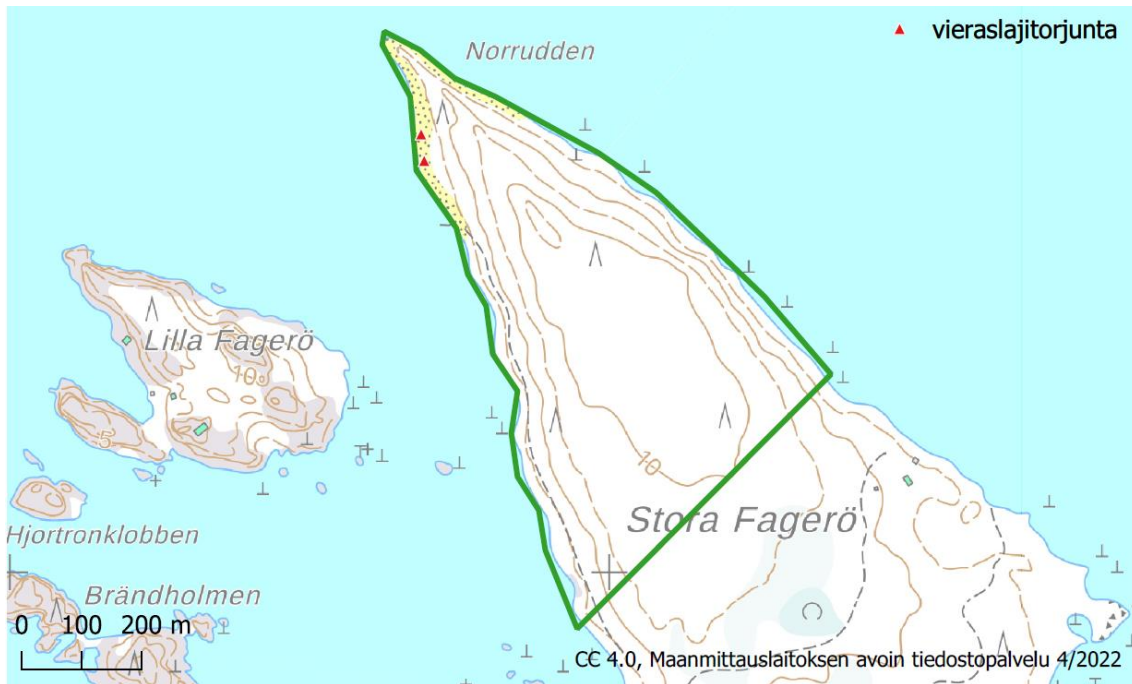 vieraslajitorjunta
Norrudden
Lilla Fagerö
10
5
10
Stora Fagerö
Hjortronklobben
Brändholmen
0 100 200 m
CC 4.0, Maanmittauslaitoksen avoin tiedostopalvelu 4/2022